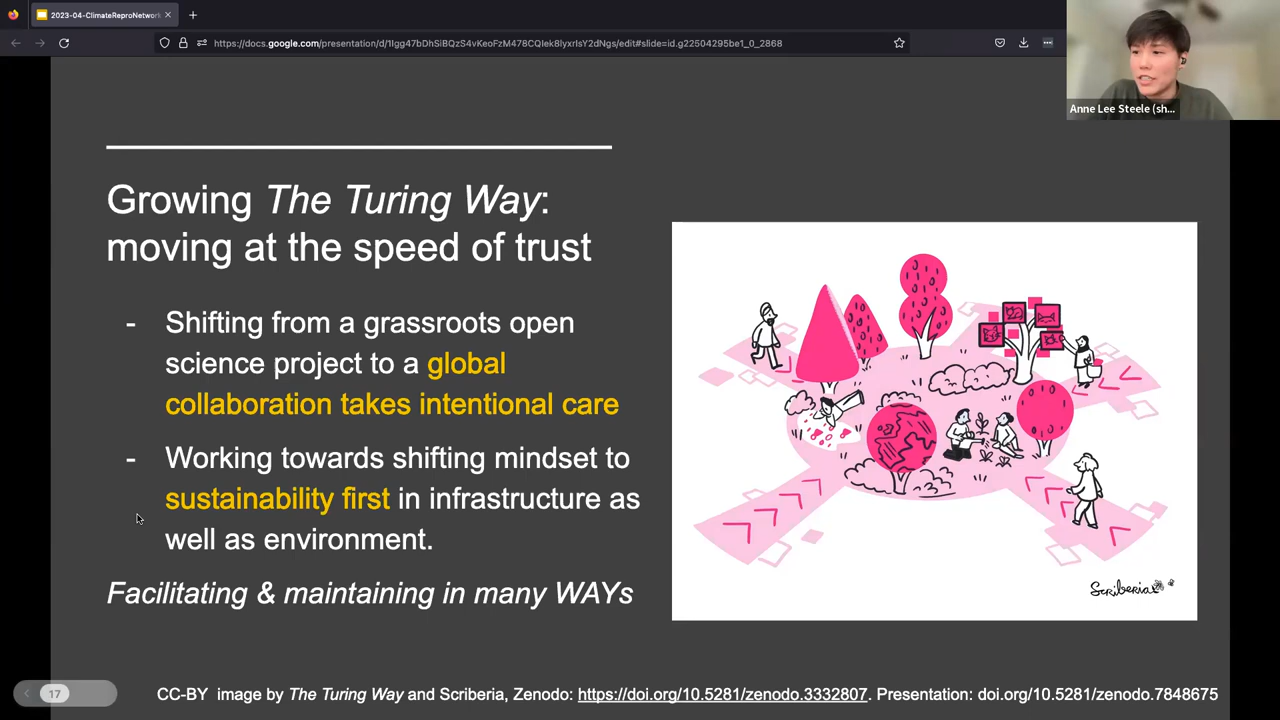 2023-04-ClimateReproNetwork
https://docs.google.com/presentation/d/1Igg47bDhSiBQzS4vKeoFzM478CQIek8lyxrIsY2dNgs/edit#slide=id.g22504295be1_0_2868
Anne Lee Steele (sh...
Growing The Turing Way:
moving at the speed of trust
- Shifting from a grassroots open
science project to a global
collaboration takes intentional care
- Working towards shifting mindset to
sustainability first in infrastructure as
well as environment.
Facilitating & maintaining in many WAYs
Scriberia
17
CC-BY image by The Turing Way and Scriberia, Zenodo: https://doi.org/10.5281/zenodo.3332807. Presentation: doi.org/10.5281/zenodo.7848675